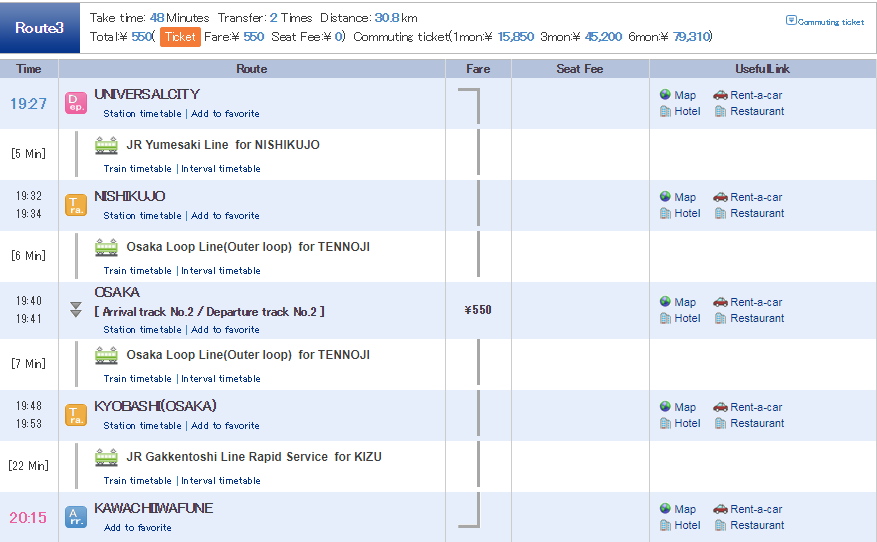 Route3
Take time: 48 Minutes Transfer: 2 Times Distance: 30.8 km
Commuting ticket
Total:¥ 550( Ticket Fare:¥ 550 Seat Fee:¥ 0) Commuting ticket(1mon:¥ 15,850 3mon:¥ 45,200 6mon:¥ 79,310)
Time Route Fare Seat Fee UsefulLink
19:27 Dep. UNIVERSALCITY Map Rent-a-car
Station timetable | Add to favorite Hotel Restaurant
[5 Min] JR Yumesaki Line for NISHIKUJO
Train timetable | Interval timetable
19:32 Tra. NISHIKUJO Map Rent-a-car
19:34 Station timetable | Add to favorite Hotel Restaurant
[6 Min] Osaka Loop Line(Outer loop) for TENNOJI
Train timetable | Interval timetable
19:40 OSAKA Map Rent-a-car
[ Arrival track No.2 / Departure track No.2 ] ¥550
19:41 Station timetable | Add to favorite Hotel Restaurant
[7 Min] Osaka Loop Line(Outer loop) for TENNOJI
Train timetable | Interval timetable
19:48 Tra. KYOBASHI(OSAKA) Map Rent-a-car
19:53 Station timetable | Add to favorite Hotel Restaurant
[22 Min] JR Gakkentoshi Line Rapid Service for KIZU
Train timetable | Interval timetable
20:15 Arr. KAWACHIIWAFUNE Map Rent-a-car
Add to favorite Hotel Restaurant